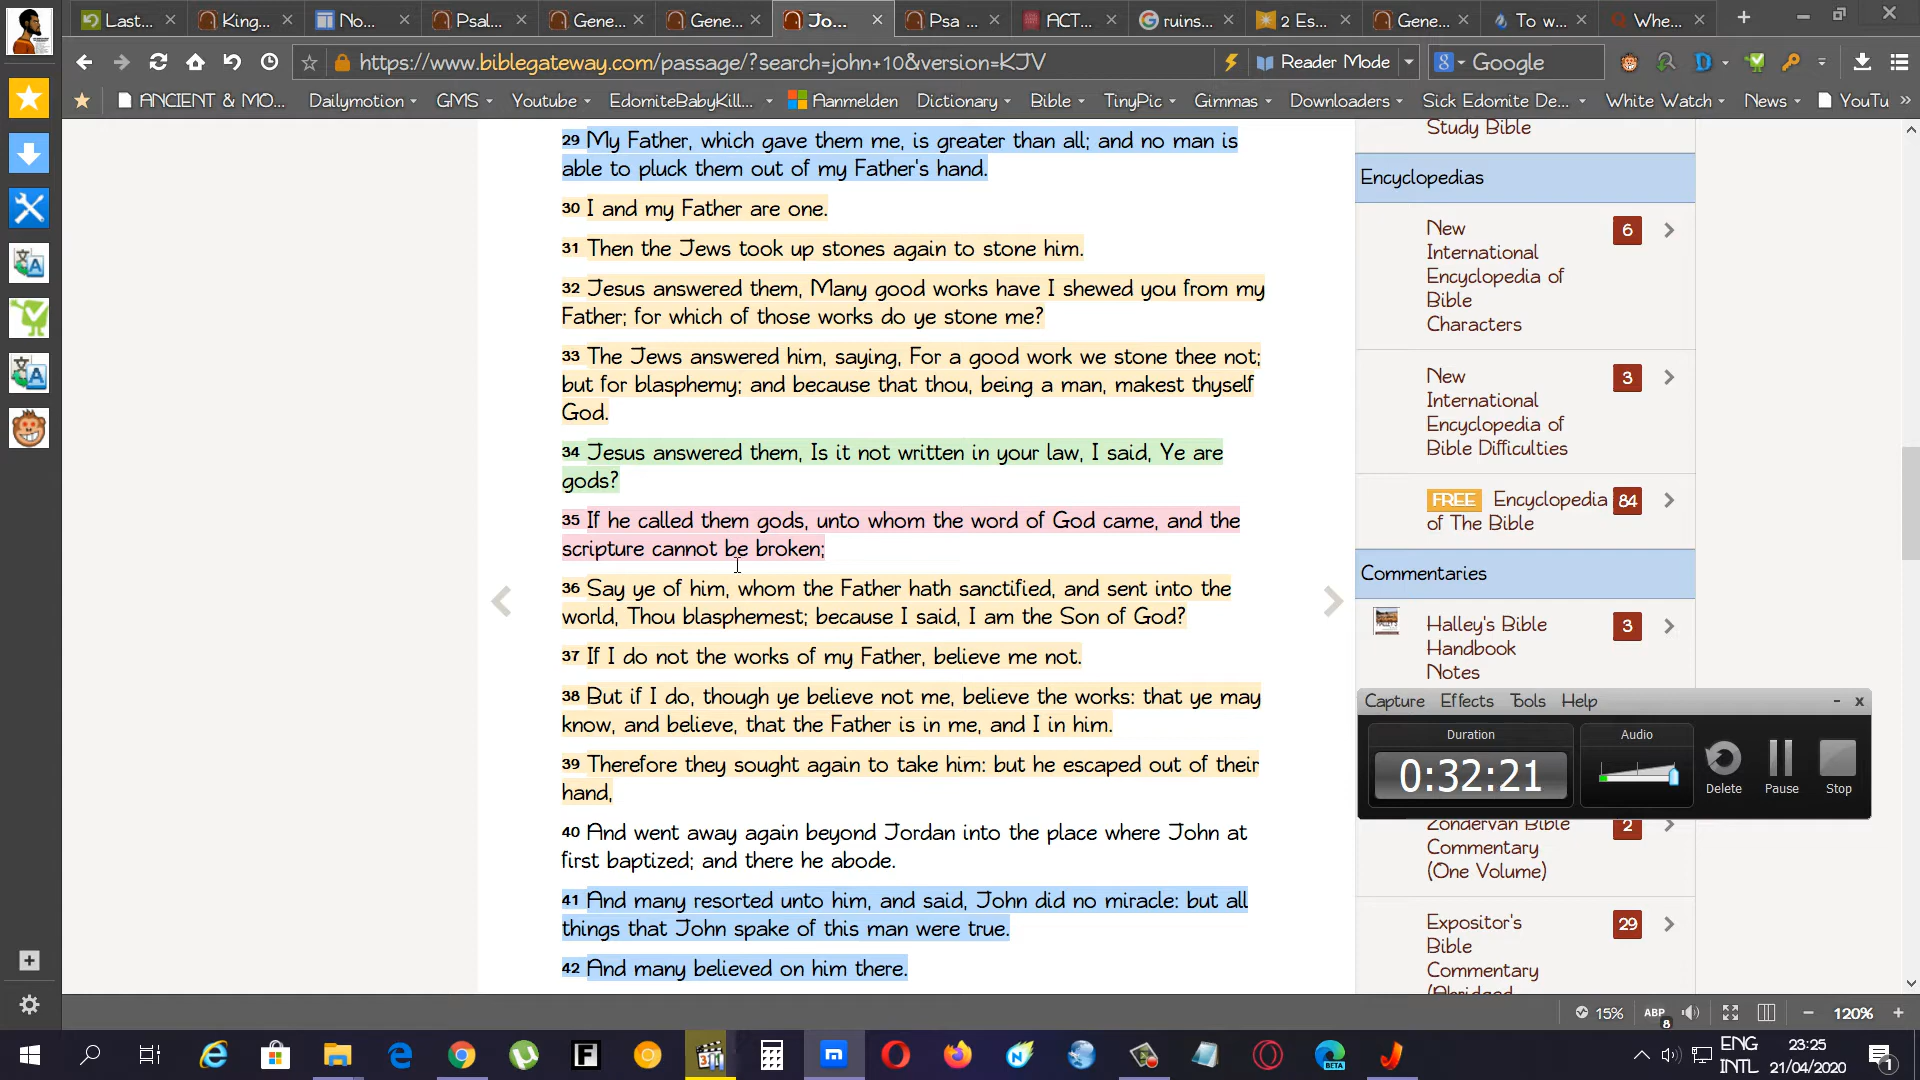 Last...
King...
No...
Psal...
Gene...
Gene...
Jo...
Psa ...
ACT...
ruins...
2 Es...
Gene...
To w...
Whe...
https://www.biblegateway.com/passage/?search=john+10&version=KJV
Reader Mode
Google
ANCIENT & MO...
Dailymotion
GMS
Youtube
EdomiteBabyKill...
Aanmelden
Dictionary
Bible
TinyPic
Gimmas
Downloaders
Sick Edomite De...
White Watch
News
YouTu
29 My Father, which gave them me, is greater than all; and no man is
able to pluck them out of my Father's hand.
30 I and my Father are one.
31 Then the Jews took up stones again to stone him.
32 Jesus answered them, Many good works have I shewed you from my
Father; for which of those works do ye stone me?
33 The Jews answered him, saying, For a good work we stone thee not;
but for blasphemy; and because that thou, being a man, makest thyself
God.
34 Jesus answered them, Is it not written in your law, I said, Ye are
gods?
35 If he called them gods, unto whom the word of God came, and the
scripture cannot be broken;
36 Say ye of him, whom the Father hath sanctified, and sent into the
world, Thou blasphemest; because I said, I am the Son of God?
37 If I do not the works of my Father, believe me not.
38 But if I do, though ye believe not me, believe the works: that ye may
know, and believe, that the Father is in me, and I in him.
39 Therefore they sought again to take him: but he escaped out of their
hand,
40 And went away again beyond Jordan into the place where John at
first baptized; and there he abode.
41 And many resorted unto him, and said, John did no miracle: but all
things that John spake of this man were true.
42 And many believed on him there.
Study Bible
Encyclopedias
New
International
Encyclopedia of
Bible
Characters
6
New
International
Encyclopedia of
Bible Difficulties
3
FREE Encyclopedia
of The Bible
84
Commentaries
Halley's Bible
Handbook
Notes
3
Capture Effects Tools Help
Duration
0:32:21
Audio
Delete
Pause
Stop
Zondervan Bible
Commentary
(One Volume)
2
Expositor's
Bible
Commentary
(Abridged
29
15%
ABP
8
120%
ENG
INTL
23:25
21/04/2020
1